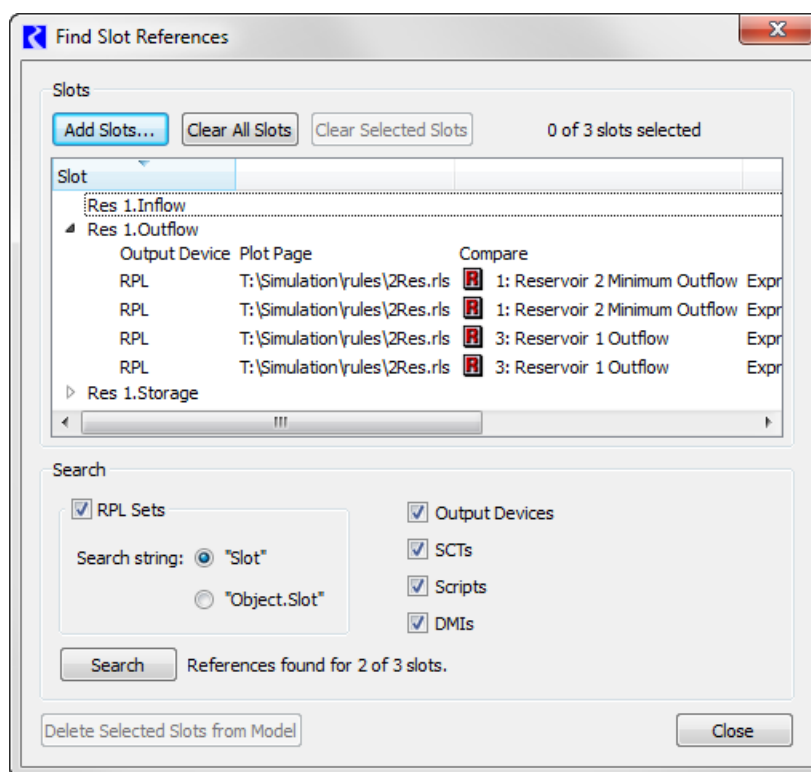 Find Slot References
Slots
Add Slots... Clear All Slots Clear Selected Slots 0 of 3 slots selected
Slot
Res 1.Inflow
Res 1.Outflow
Output Device Plot Page Compare
RPL T:\Simulation\rules\2Res.rls R 1: Reservoir 2 Minimum Outflow Expr
RPL T:\Simulation\rules\2Res.rls R 1: Reservoir 2 Minimum Outflow Expr
RPL T:\Simulation\rules\2Res.rls R 3: Reservoir 1 Outflow Expr
RPL T:\Simulation\rules\2Res.rls R 3: Reservoir 1 Outflow Expr
Res 1.Storage
Search
RPL Sets Output Devices
Search string: "Slot" SCTs
"Object.Slot" Scripts
DMIs
Search References found for 2 of 3 slots.
Delete Selected Slots from Model Close